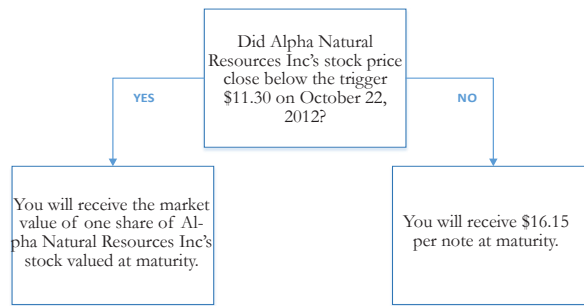 Did Alpha Natural
Resources Inc's stock price
close below the trigger
$11.30 on October 22,
2012?
YES
NO
You will receive the market
value of one share of Al-
pha Natural Resources Inc's
stock valued at maturity.
You will receive $16.15
per note at maturity.